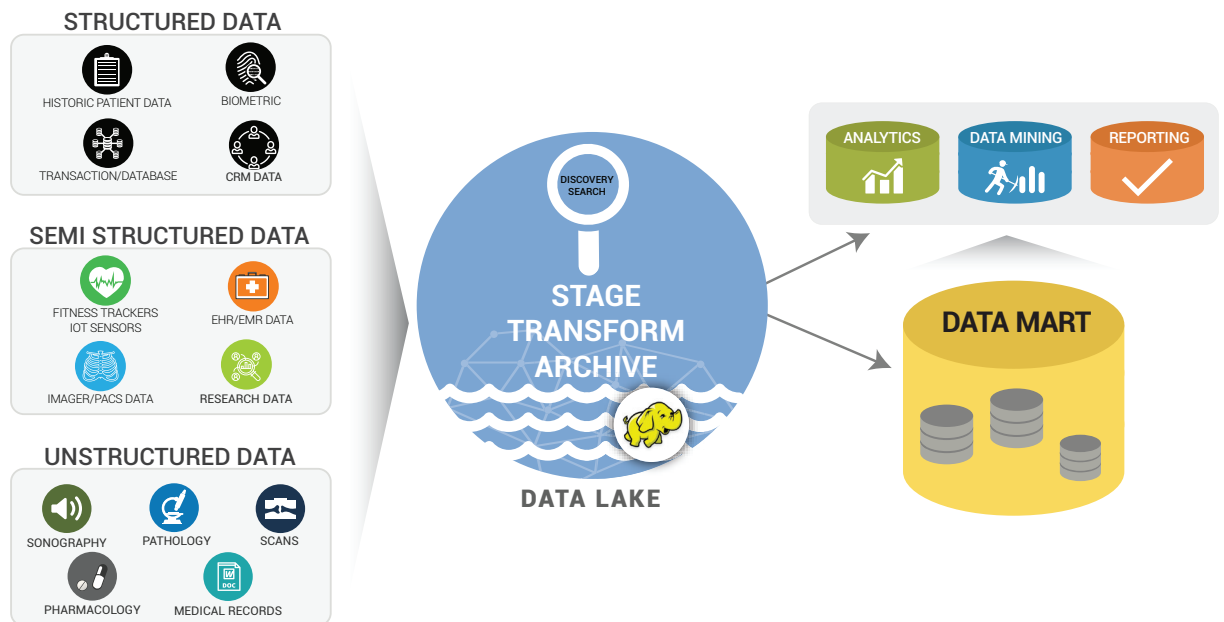 STRUCTURED DATA
HISTORIC PATIENT DATA
BIOMETRIC
TRANSACTION/DATABASE
CRM DATA
SEMI STRUCTURED DATA
FITNESS TRACKERS
IOT SENSORS
EHR/EMR DATA
IMAGER/PACS DATA
RESEARCH DATA
UNSTRUCTURED DATA
SONOGRAPHY
PATHOLOGY
SCANS
PHARMACOLOGY
W
DOC
MEDICAL RECORDS
DISCOVERY
SEARCH
STAGE
TRANSFORM
ARCHIVE
DATA LAKE
ANALYTICS
DATA MINING
REPORTING
DATA MART